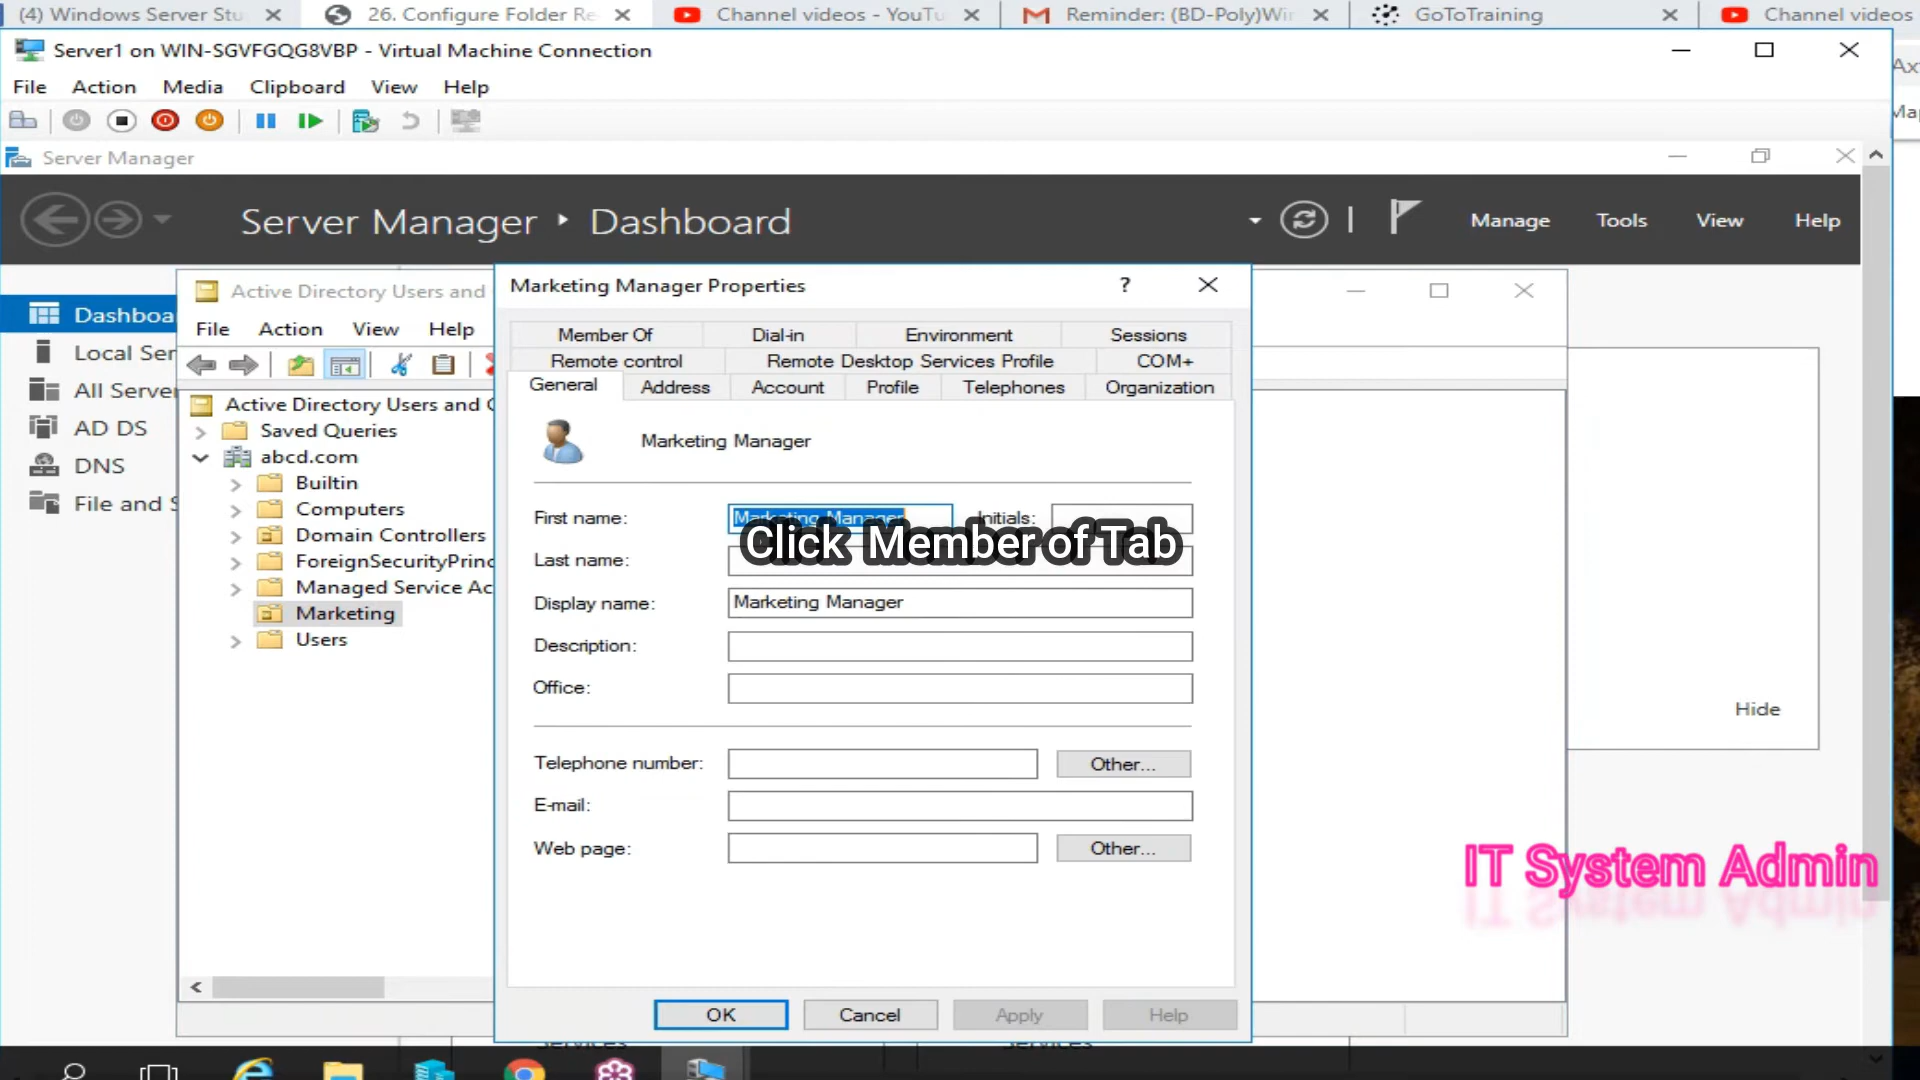 (4) Windows Server Stu
26. Configure Folder Re
Channel videos - YouTu
Reminder: (BD-Poly)Wi
GoToTraining
Channel videos
Server1 on WIN-SGVFGQG8VBP - Virtual Machine Connection
File Action Media Clipboard View Help
Server Manager
Server Manager Dashboard
Manage Tools View Help
Dashboa
Local Ser
All Server
AD DS
DNS
File and S
Active Directory Users and
File Action View Help
Active Directory Users and C
Saved Queries
abcd.com
Builtin
Computers
Domain Controllers
ForeignSecurityPrinc
Managed Service Ac
Marketing
Users
Marketing Manager Properties
?
Member Of Dial-in Environment Sessions
Remote control Remote Desktop Services Profile COM+
General Address Account Profile Telephones Organization
Marketing Manager
First name: Marketing Manager Initials:
Click Member of Tab
Last name:
Display name: Marketing Manager
Description:
Office:
Telephone number: Other...
E-mail:
Web page: Other...
OK Cancel Apply Help
Hide
IT System Admin